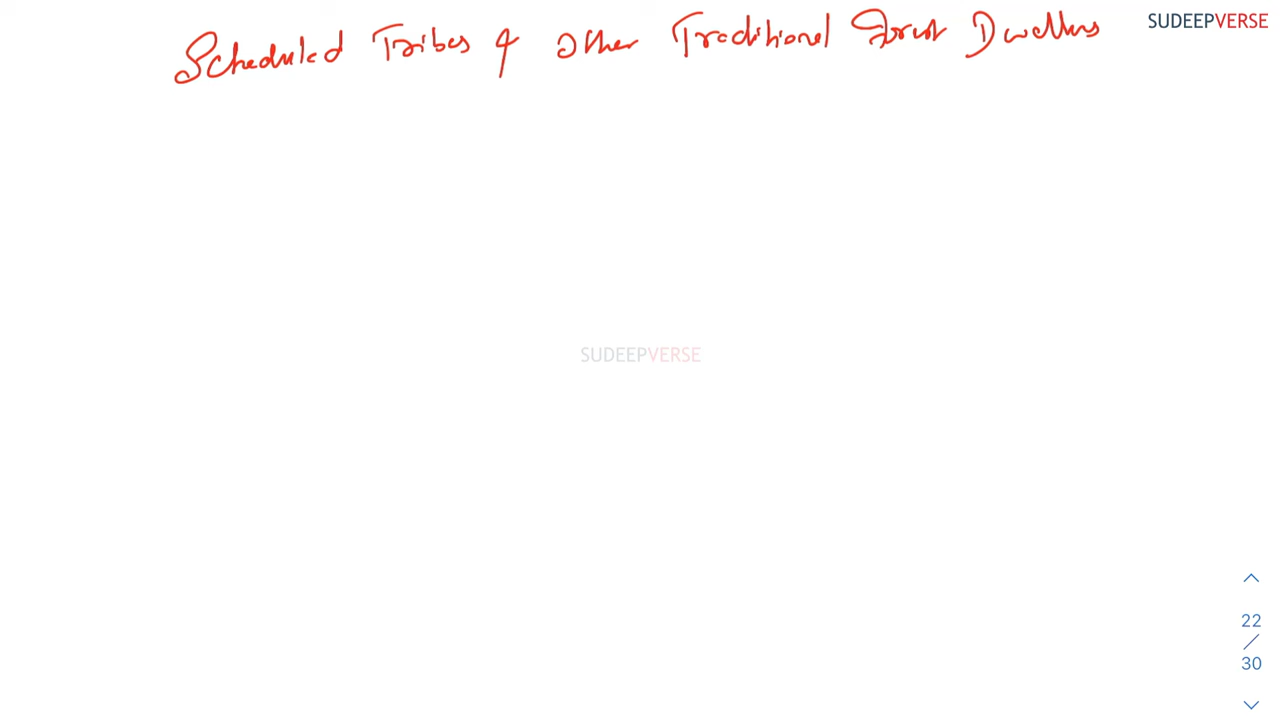 Scheduled Tribes & Other Traditional Forest Dwellers
SUDEEPVERSE
SUDEEPVERSE
22
/
30